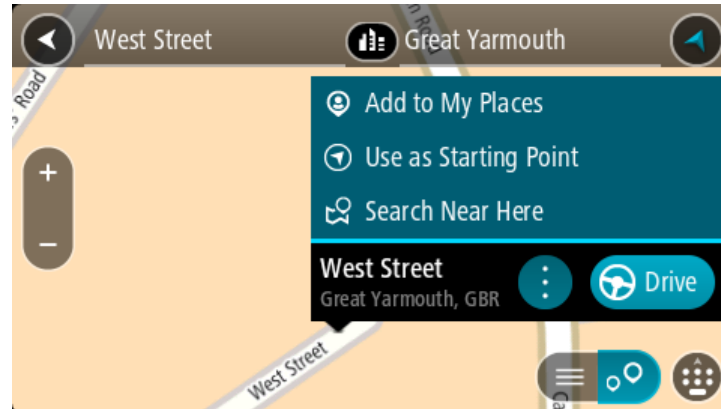 West Street
Great Yarmouth
Road
Add to My Places
Use as Starting Point
Search Near Here
West Street
Great Yarmouth, GBR
Drive
West Street